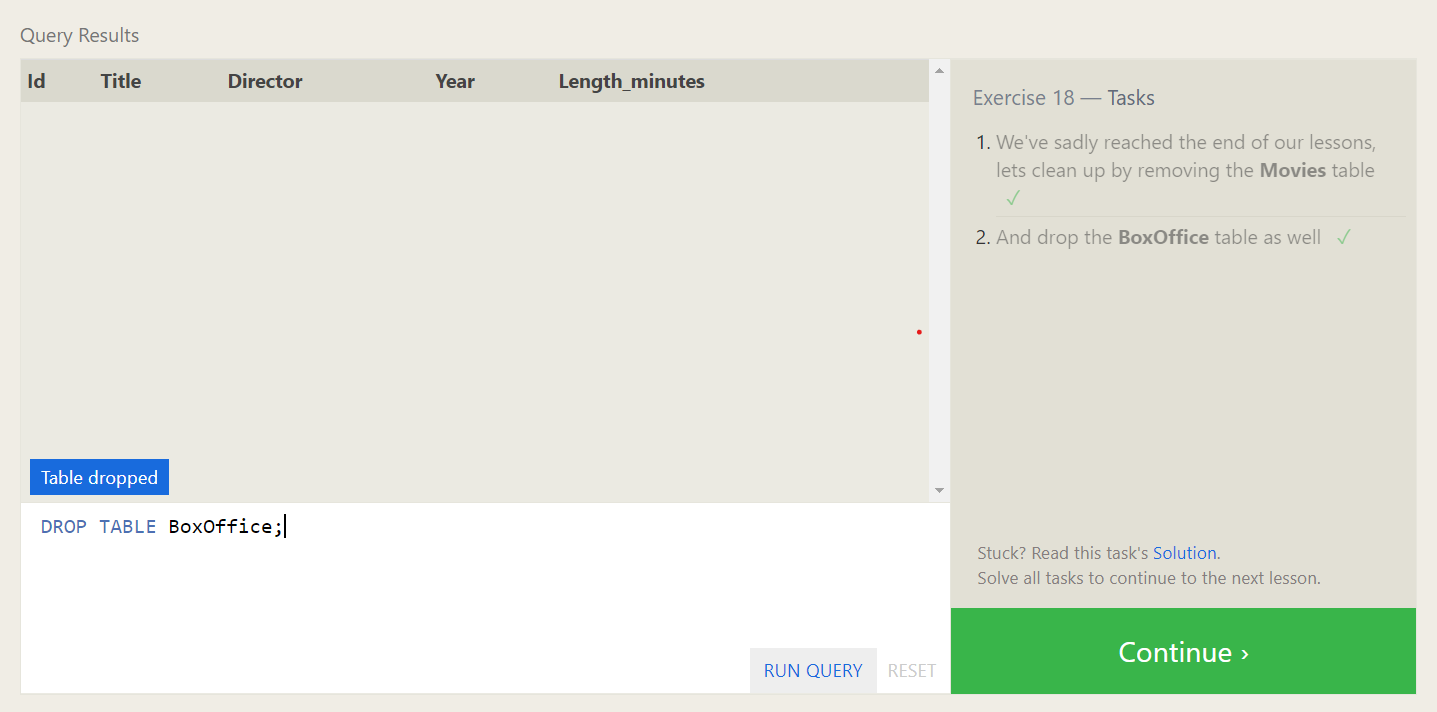 Query Results
Id Title Director Year Length_minutes
Table dropped
DROP TABLE BoxOffice;
RUN QUERY RESET
Exercise 18 — Tasks
1. We've sadly reached the end of our lessons,
lets clean up by removing the Movies table
✓
2. And drop the BoxOffice table as well ✓
Stuck? Read this task's Solution.
Solve all tasks to continue to the next lesson.
Continue ›